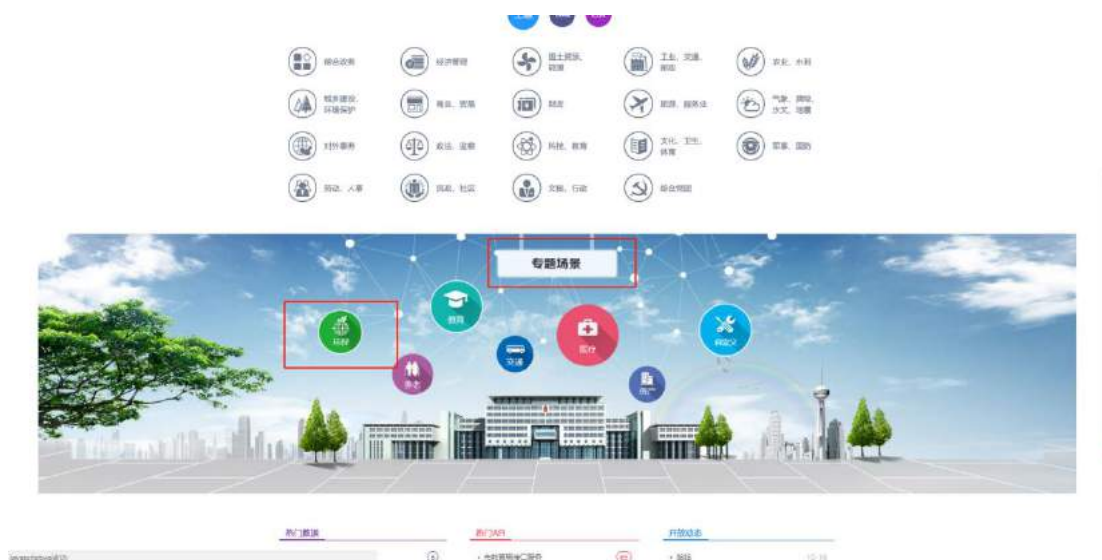 综合政务
经济管理
国土资源、
能源
工业、交通、
邮政
农业、水利
城乡建设、
环境保护
商业、贸易
财政
旅游、服务业
气象、测绘、
水文、地震
对外事务
政法、监察
科技、教育
文化、卫生、
体育
军事、国防
劳动、人事
民政、社区
文秘、行政
综合党团
专题场景
教育
环保
医疗
自定义
交通
养老
房产
热门数据
热门API
开放动态